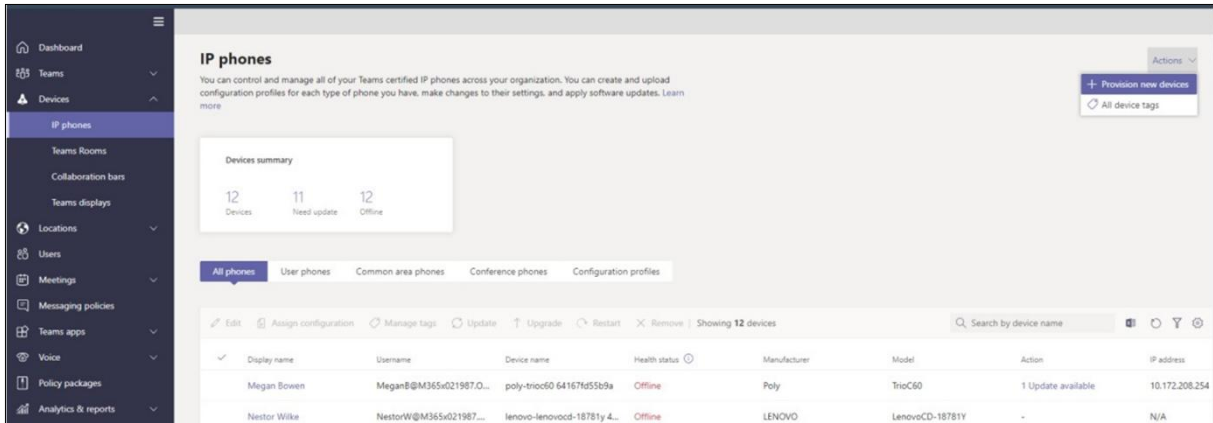 Dashboard
Teams
Devices
IP phones
Teams Rooms
Collaboration bars
Teams displays
Locations
Users
Meetings
Messaging policies
Teams apps
Voice
Policy packages
Analytics & reports
IP phones
You can control and manage all of your Teams certified IP phones across your organization. You can create and upload
configuration profiles for each type of phone you have, make changes to their settings, and apply software updates. Learn
more
Actions
+ Provision new devices
All device tags
Devices summary
12 11 12
Devices Need update Offline
All phones User phones Common area phones Conference phones Configuration profiles
Edit Assign configuration Manage tags Update Upgrade Restart Remove | Showing 12 devices Search by device name
Display name Username Device name Health status Manufacturer Model Action IP address
Megan Bowen MeganB@M365x021987.O... poly-trioc60 64167fd55b9a Offline Poly TrioC60 1 Update available 10.172.208.254
Nestor Wilke NestorW@M365x021987.... lenovo-lenovocd-18781y 4... Offline LENOVO LenovoCD-18781Y - N/A